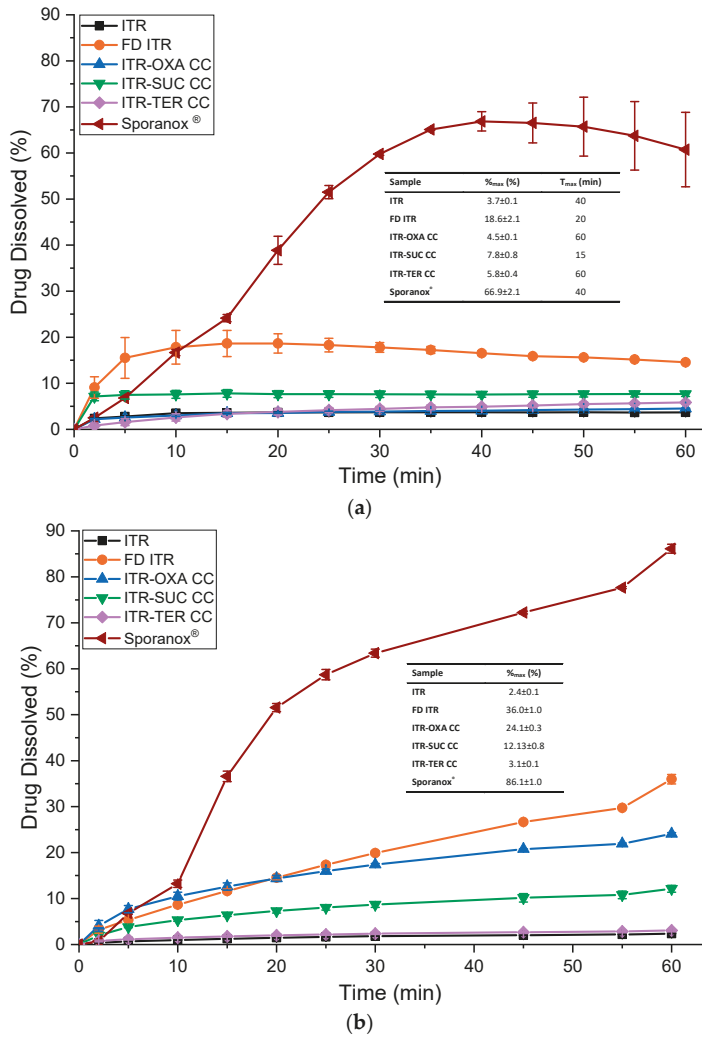 90
80
70
60
50
40
30
20
10
0
Drug Dissolved (%)
ITR
FD ITR
ITR-OXA CC
ITR-SUC CC
ITR-TER CC
Sporanox ®
Sample %max (%) Tmax (min)
ITR 3.7±0.1 40
FD ITR 18.6±2.1 20
ITR-OXA CC 4.5±0.1 60
ITR-SUC CC 7.8±0.8 15
ITR-TER CC 5.8±0.4 60
Sporanox® 66.9±2.1 40
0 10 20 30 40 50 60
Time (min)
(a)
90
80
70
60
50
40
30
20
10
0
Drug Dissolved (%)
ITR
FD ITR
ITR-OXA CC
ITR-SUC CC
ITR-TER CC
Sporanox®
Sample %max (%)
ITR 2.4±0.1
FD ITR 36.0±1.0
ITR-OXA CC 24.1±0.3
ITR-SUC CC 12.13±0.8
ITR-TER CC 3.1±0.1
Sporanox® 86.1±1.0
0 10 20 30 40 50 60
Time (min)
(b)